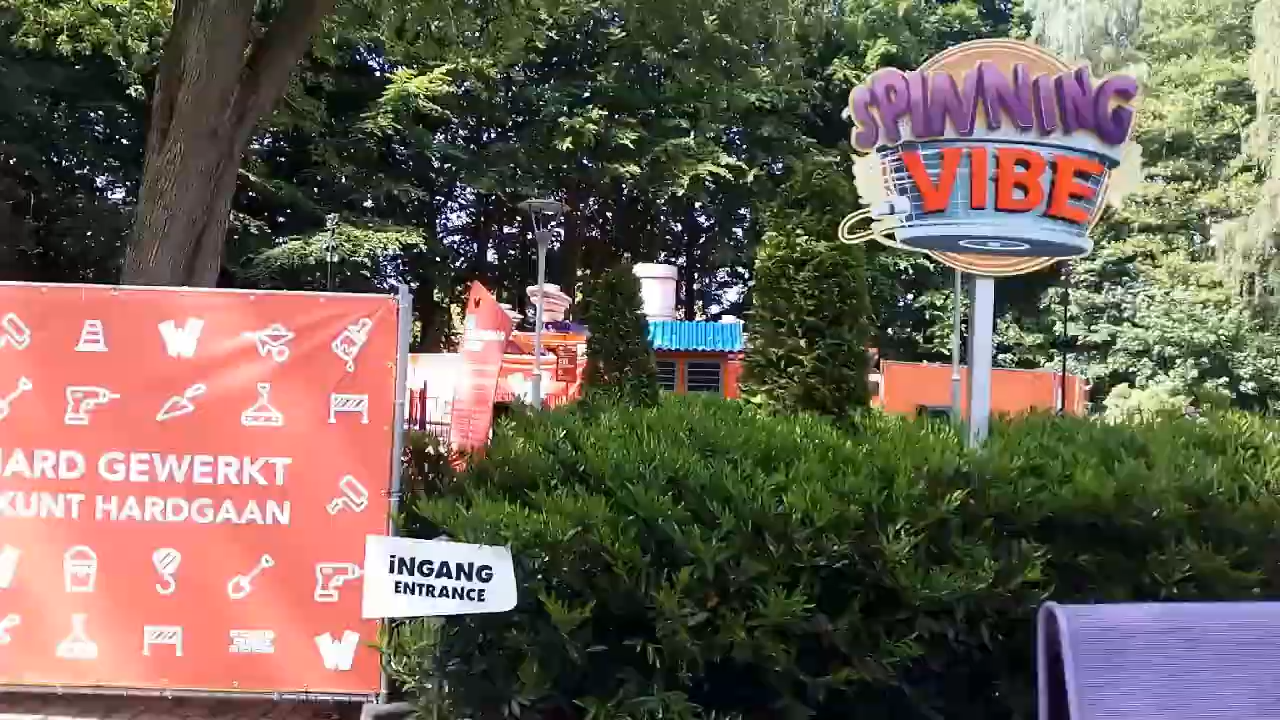 SPINNING
VIBE
HARD GEWERKT
KUNT HARDGAAN
iNGANG
ENTRANCE